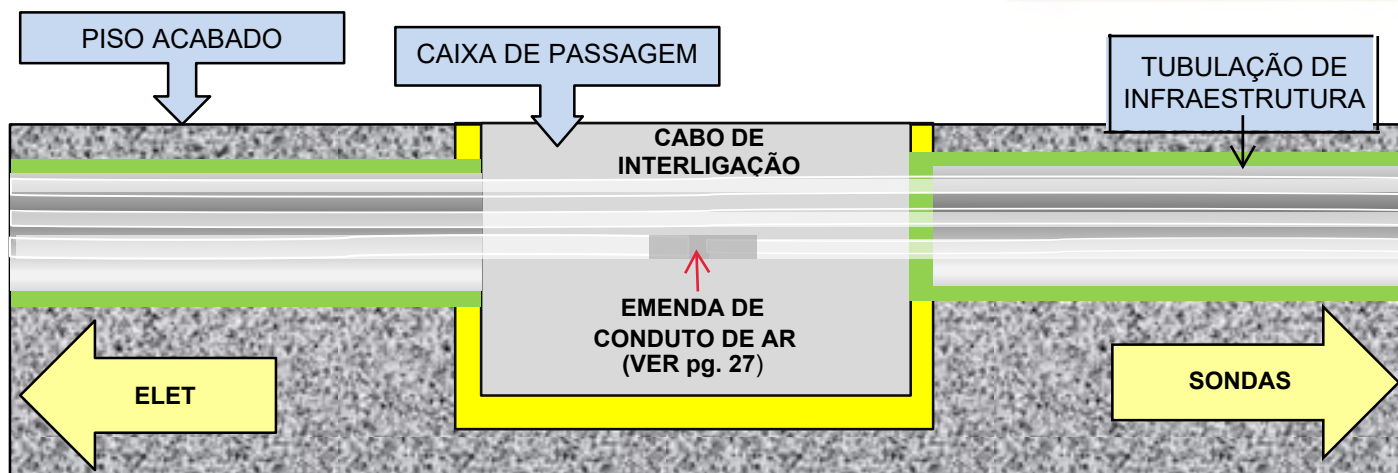 PISO ACABADO
CAIXA DE PASSAGEM
TUBULAÇÃO DE
INFRAESTRUTURA
CABO DE
INTERLIGAÇÃO
EMENDA DE
CONDUTO DE AR
(VER pg. 27)
ELET
SONDAS